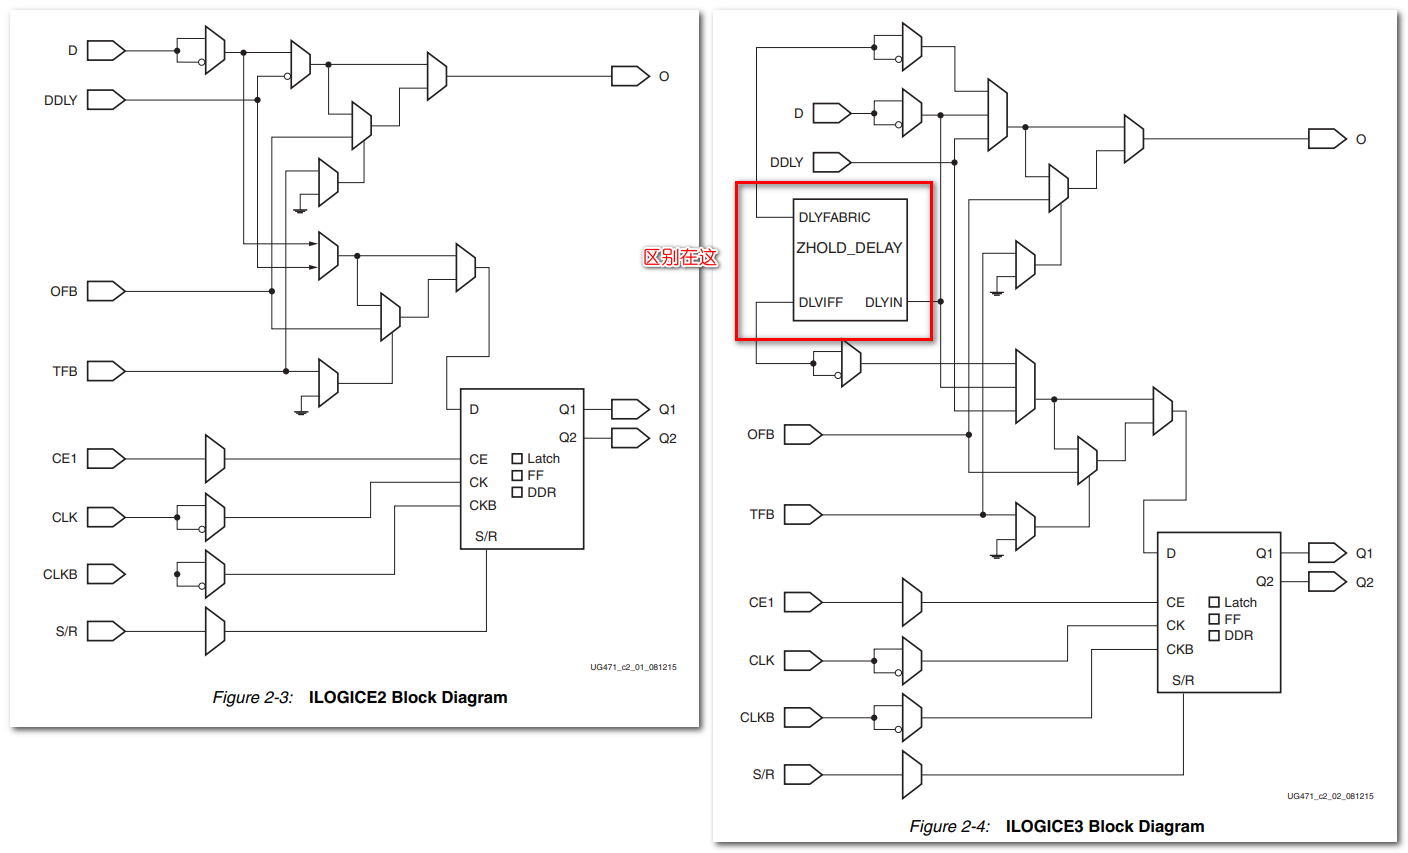 D
DDLY
O
OFB
TFB
D
Q1
Q1
Q2
Q2
CE1
CE
Latch
FF
DDR
CLK
CK
CKB
S/R
CLKB
S/R
UG471_c2_01_081215
Figure 2-3: ILOGICE2 Block Diagram
区别在这
D
DDLY
O
DLYFABRIC
ZHOLD_DELAY
DLVIFF
DLYIN
OFB
TFB
D
Q1
Q1
Q2
Q2
CE1
CE
Latch
FF
DDR
CLK
CK
CKB
S/R
CLKB
S/R
UG471_c2_02_081215
Figure 2-4: ILOGICE3 Block Diagram